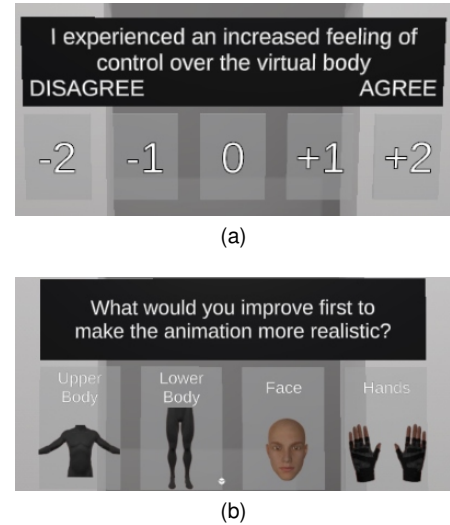 I experienced an increased feeling of
control over the virtual body
DISAGREE AGREE
-2 -1 0 +1 +2
(a)
What would you improve first to
make the animation more realistic?
Upper Lower Face Hands
Body Body
(b)